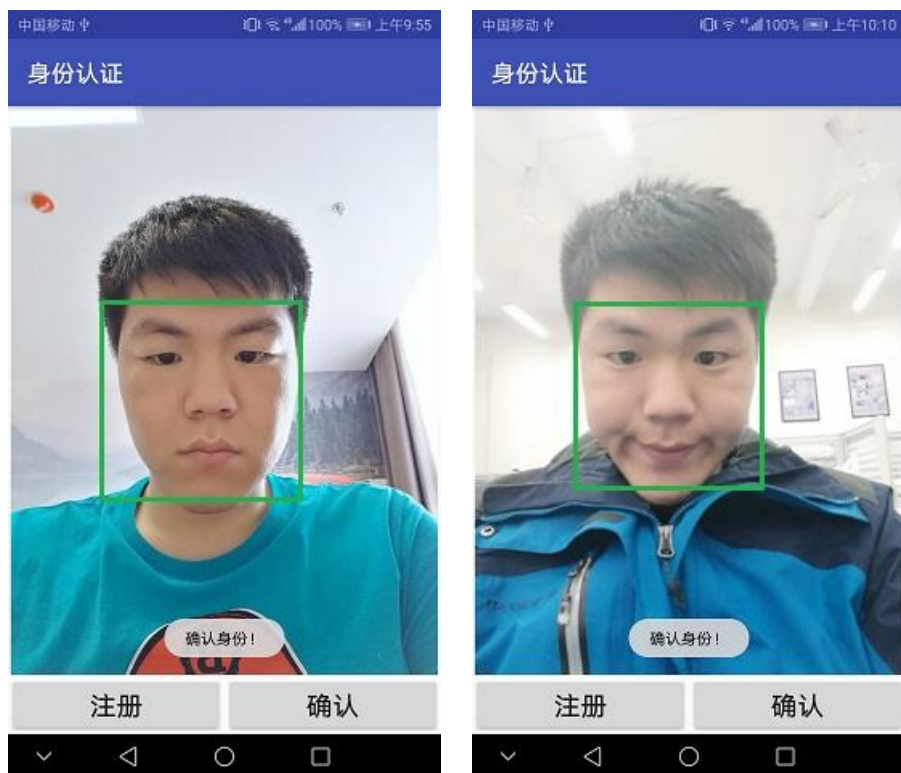 中国移动 100% 上午9:55
身份认证
确认身份！
注册 确认
中国移动 100% 上午10:10
身份认证
确认身份！
注册 确认